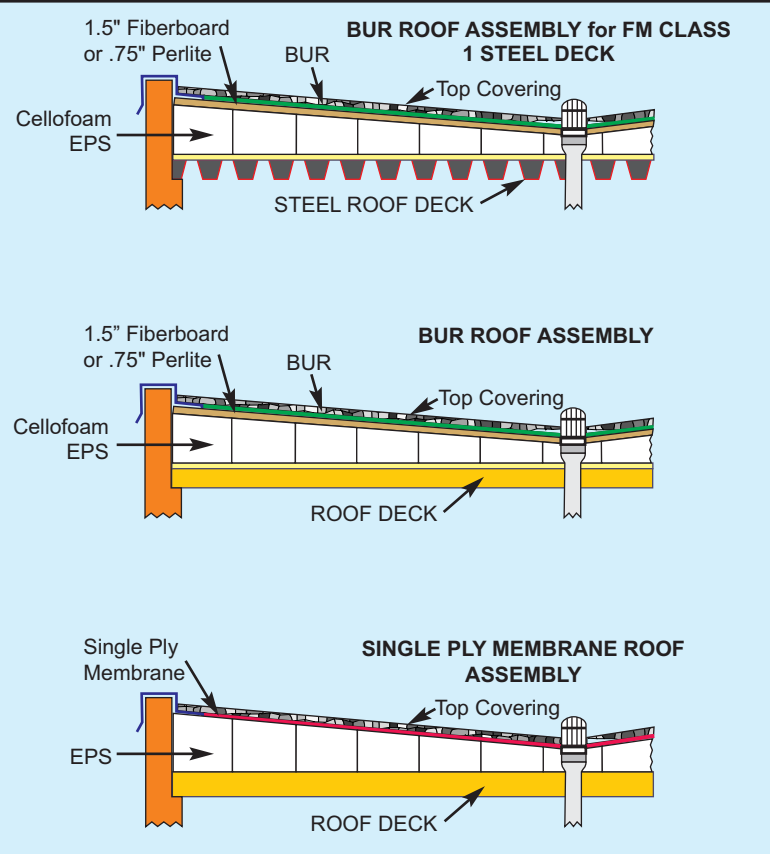 1.5" Fiberboard
or .75" Perlite
BUR
BUR ROOF ASSEMBLY for FM CLASS
1 STEEL DECK
Top Covering
Cellofoam
EPS
STEEL ROOF DECK
1.5” Fiberboard
or .75" Perlite
BUR
BUR ROOF ASSEMBLY
Top Covering
Cellofoam
EPS
ROOF DECK
Single Ply
Membrane
SINGLE PLY MEMBRANE ROOF
ASSEMBLY
Top Covering
EPS
ROOF DECK